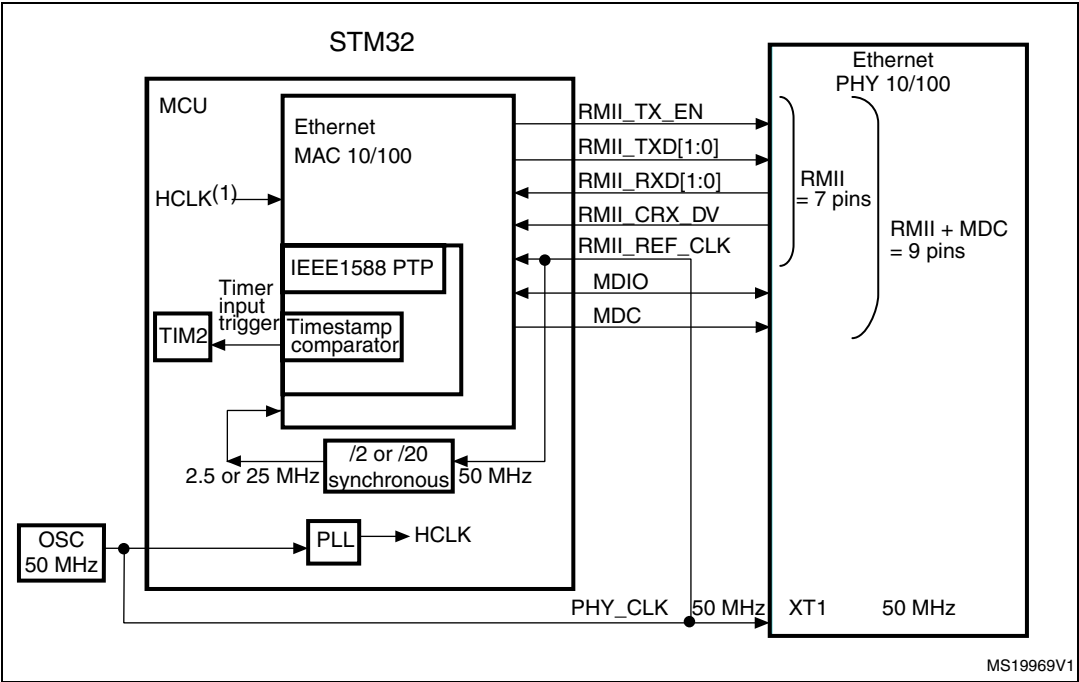 STM32
Ethernet
PHY 10/100
MCU
Ethernet
MAC 10/100
HCLK(1)
RMII_TX_EN
RMII_TXD[1:0]
RMII_RXD[1:0]
RMII_CRX_DV
RMII_REF_CLK
MDIO
MDC
RMII
= 7 pins
RMII + MDC
= 9 pins
IEEE1588 PTP
Timer
input
trigger
TIM2
Timestamp
comparator
/2 or /20
synchronous
2.5 or 25 MHz
50 MHz
OSC
50 MHz
PLL
HCLK
PHY_CLK
50 MHz
XT1
50 MHz
MS19969V1